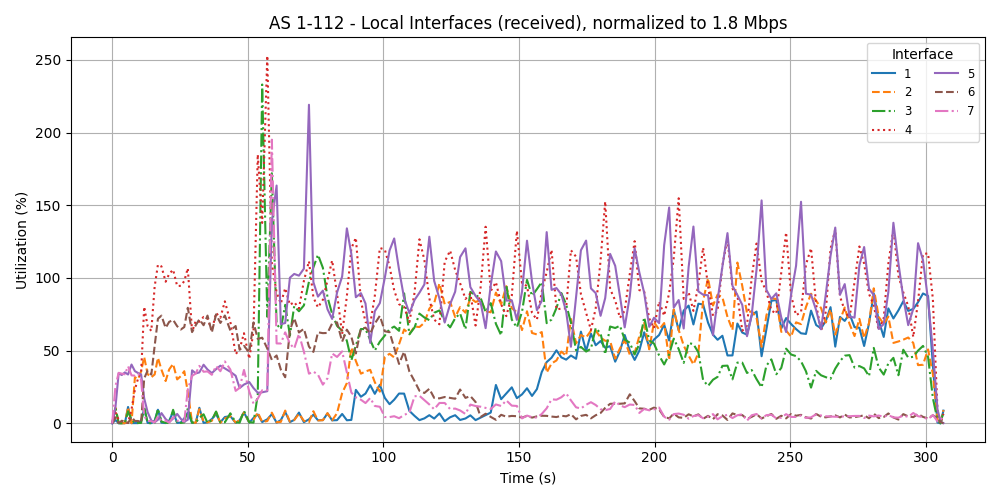 AS 1-112 - Local Interfaces (received), normalized to 1.8 Mbps
Interface
1 5
2 6
3 7
4
250
200
150
100
50
0
Utilization (%)
0 50 100 150 200 250 300
Time (s)